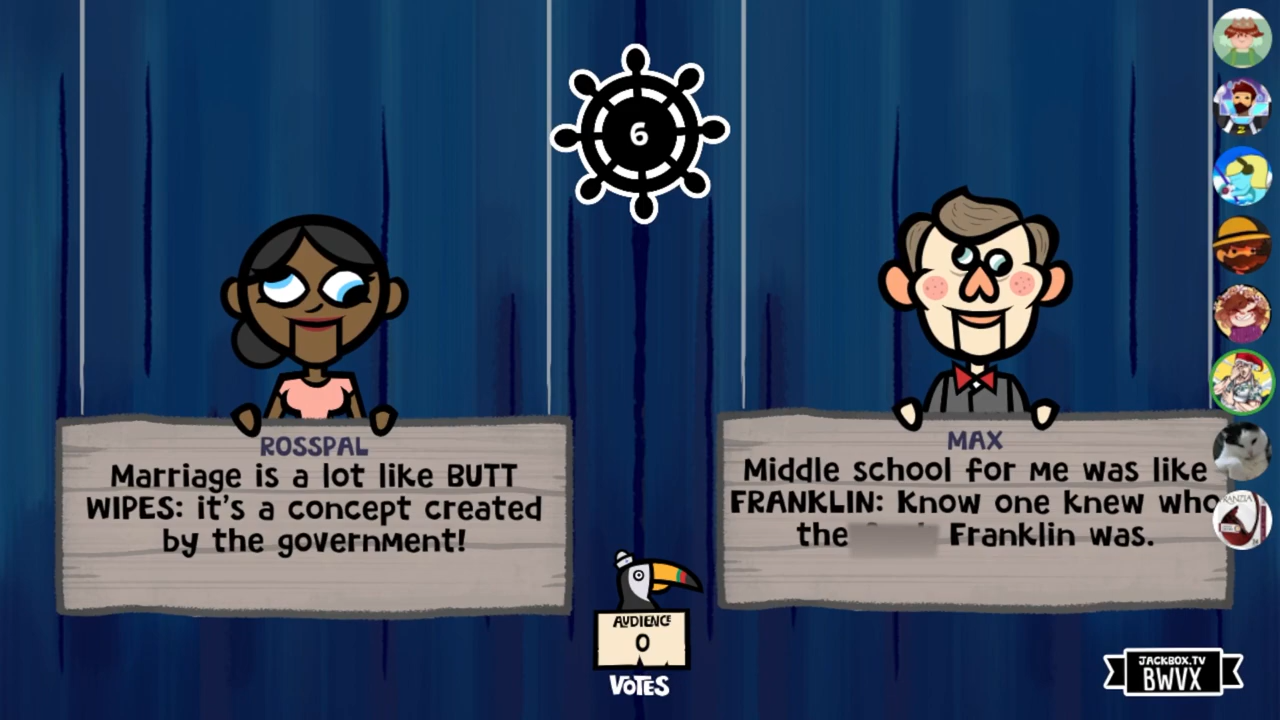 6
ROSSPAL
Marriage is a lot like BUTT
WIPES: it's a concept created
by the government!
MAX
Middle school for me was like
FRANKLIN: Know one knew who
the Franklin was.
AUDIENCE
0
VOTES
JACKBOX.TV
BWVX